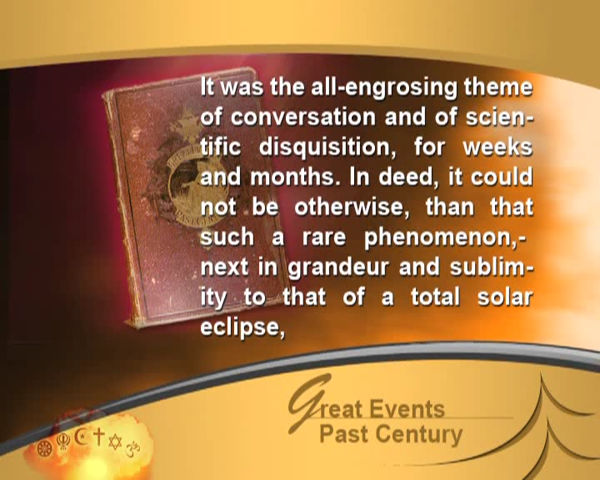 It was the all-engrosing theme
of conversation and of scien-
tific disquisition, for weeks
and months. In deed, it could
not be otherwise, than that
such a rare phenomenon,-
next in grandeur and sublim-
ity to that of a total solar
eclipse,
Great Events
Past Century